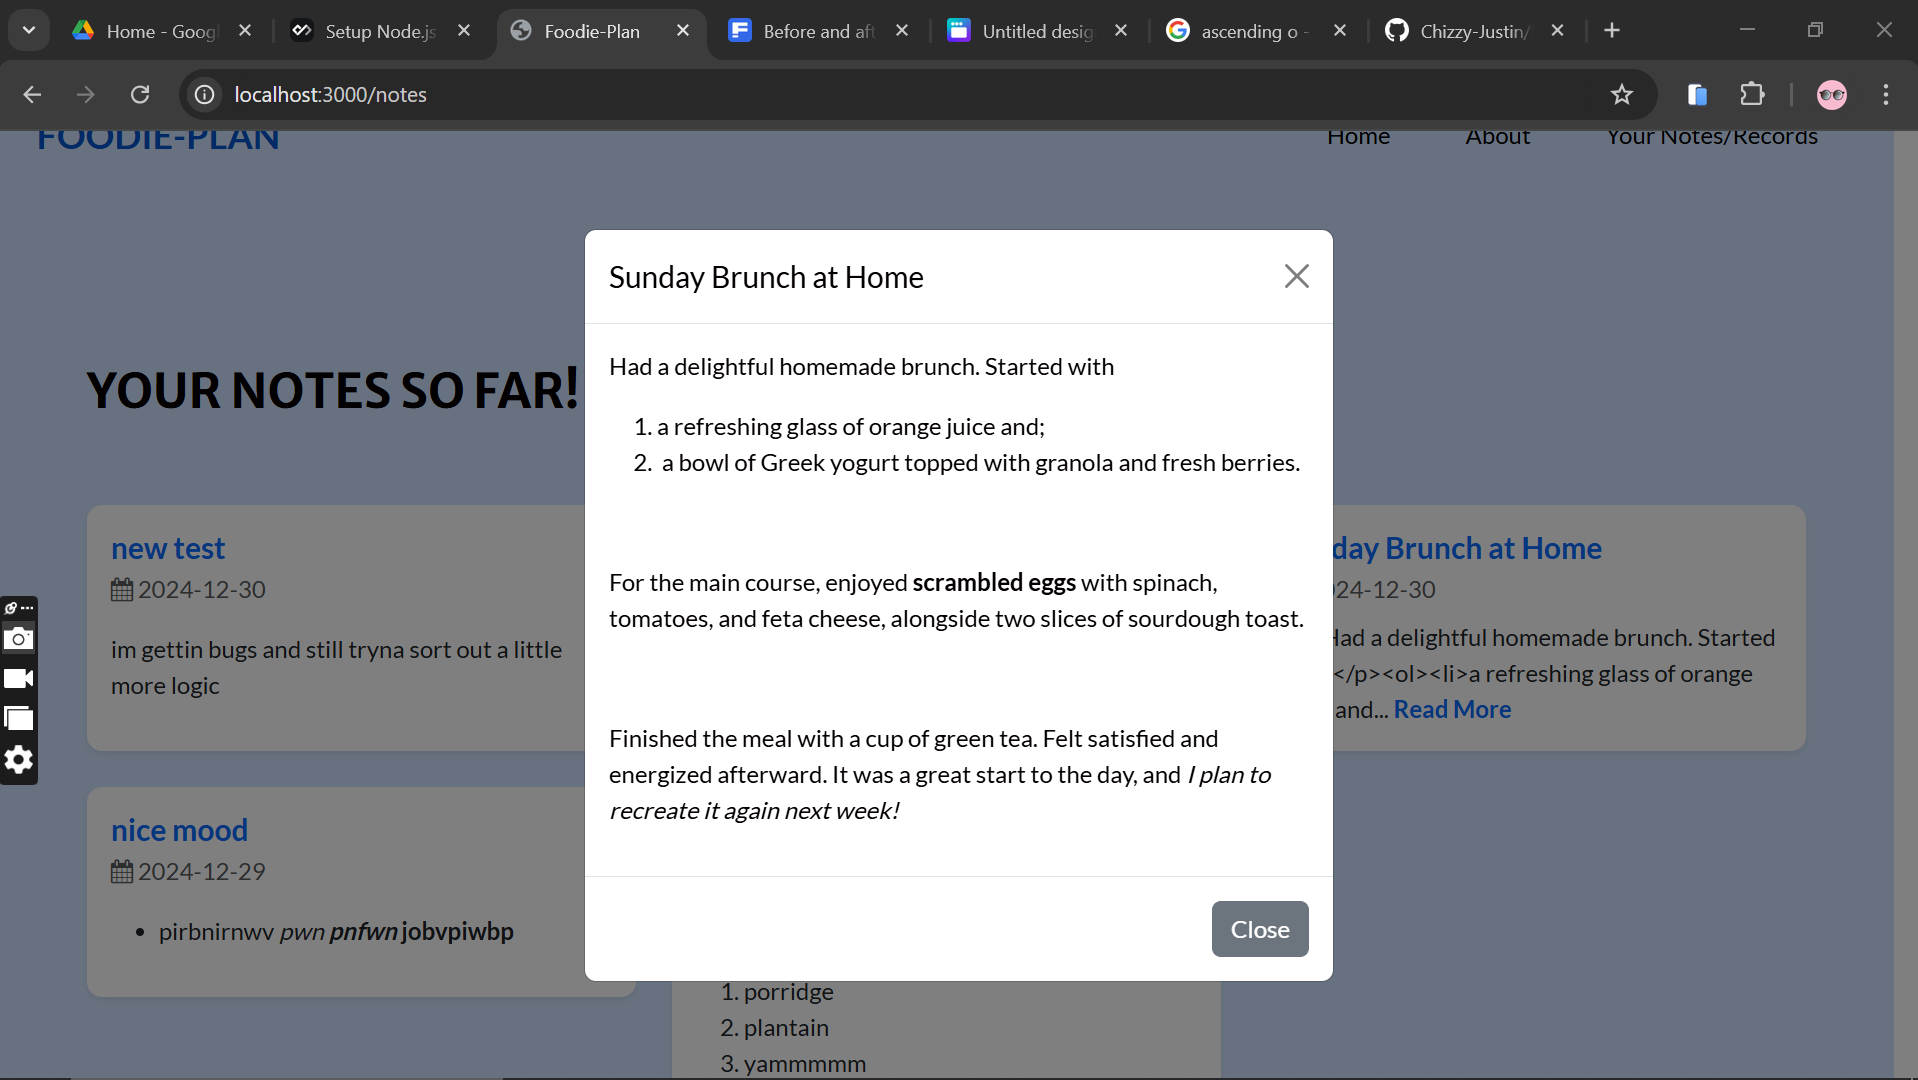 Home - Googl
Setup Node.js
Foodie-Plan
Before and aft
Untitled desig
ascending o -
Chizzy-Justin/
localhost:3000/notes
FOODIE-PLAN
Home
About
Your Notes/Records
Sunday Brunch at Home
Had a delightful homemade brunch. Started with
1. a refreshing glass of orange juice and;
2. a bowl of Greek yogurt topped with granola and fresh berries.
For the main course, enjoyed scrambled eggs with spinach,
tomatoes, and feta cheese, alongside two slices of sourdough toast.
Finished the meal with a cup of green tea. Felt satisfied and
energized afterward. It was a great start to the day, and I plan to
recreate it again next week!
Close
YOUR NOTES SO FAR!
new test
2024-12-30
im gettin bugs and still tryna sort out a little
more logic
day Brunch at Home
24-12-30
Had a delightful homemade brunch. Started
</p><ol><li>a refreshing glass of orange
and... Read More
nice mood
2024-12-29
• pirbnirnwv pwn pnfwn jobvpiwbp
1. porridge
2. plantain
3. yammmmm